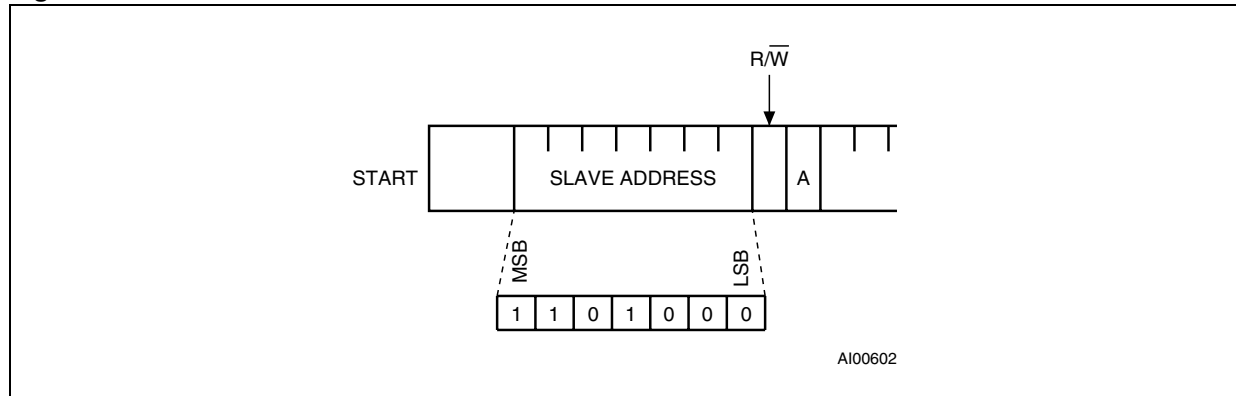 R/W̅
START
SLAVE ADDRESS
A
MSB
LSB
1 1 0 1 0 0 0
AI00602